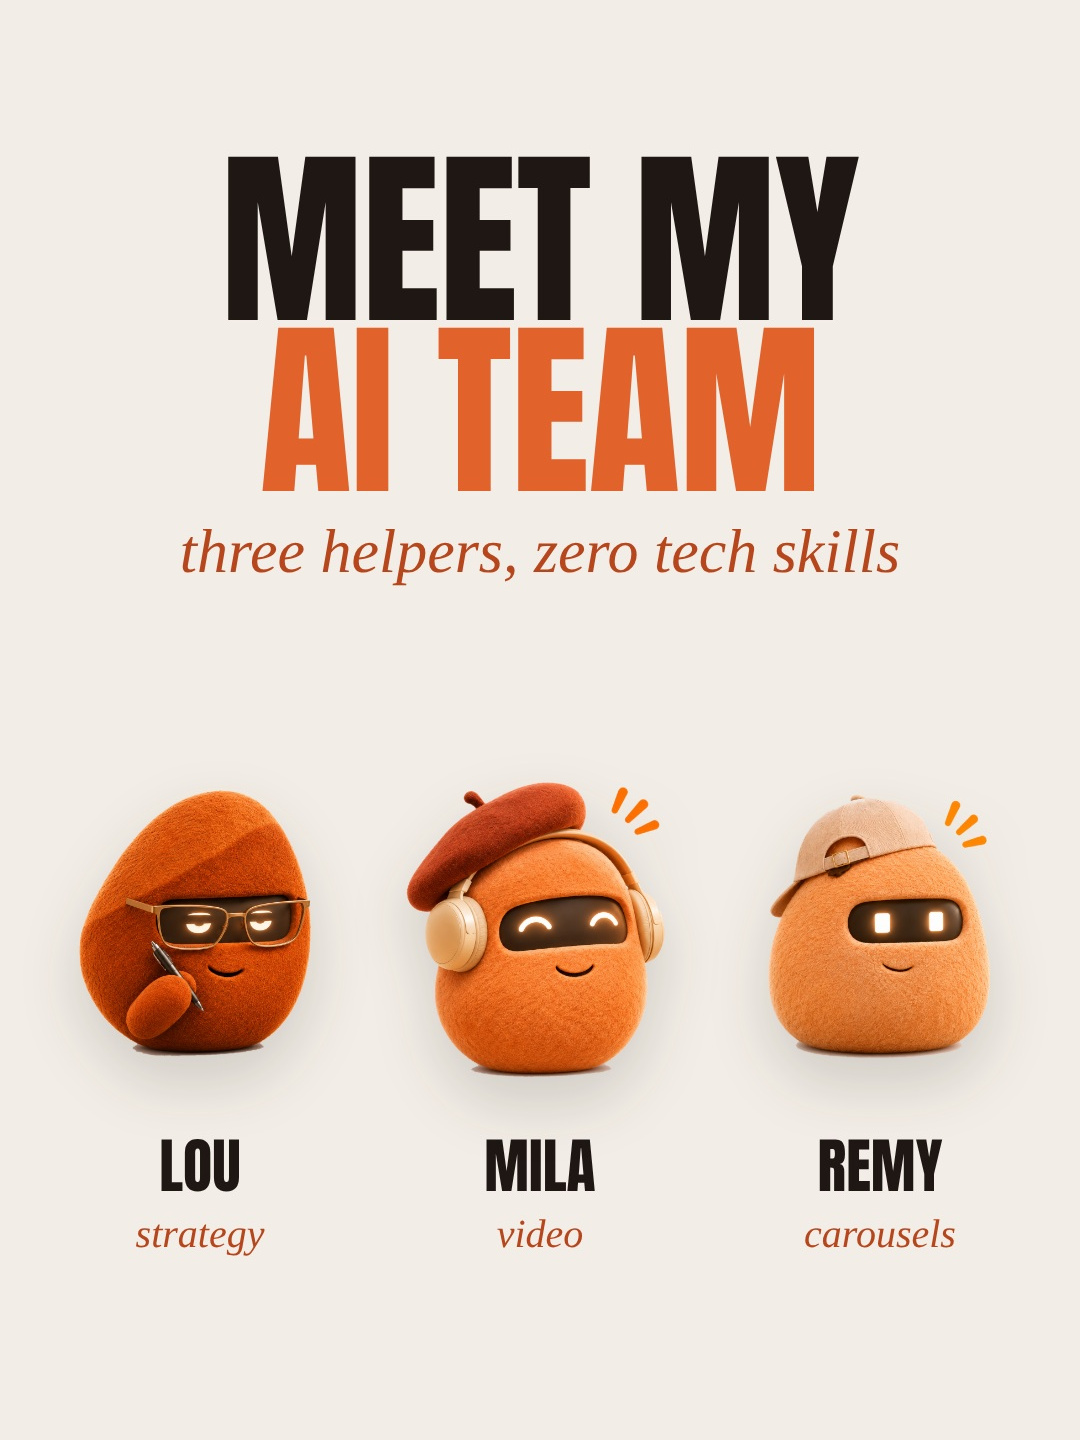 MEET MY
AI TEAM
three helpers, zero tech skills
LOU
strategy
MILA
video
REMY
carousels